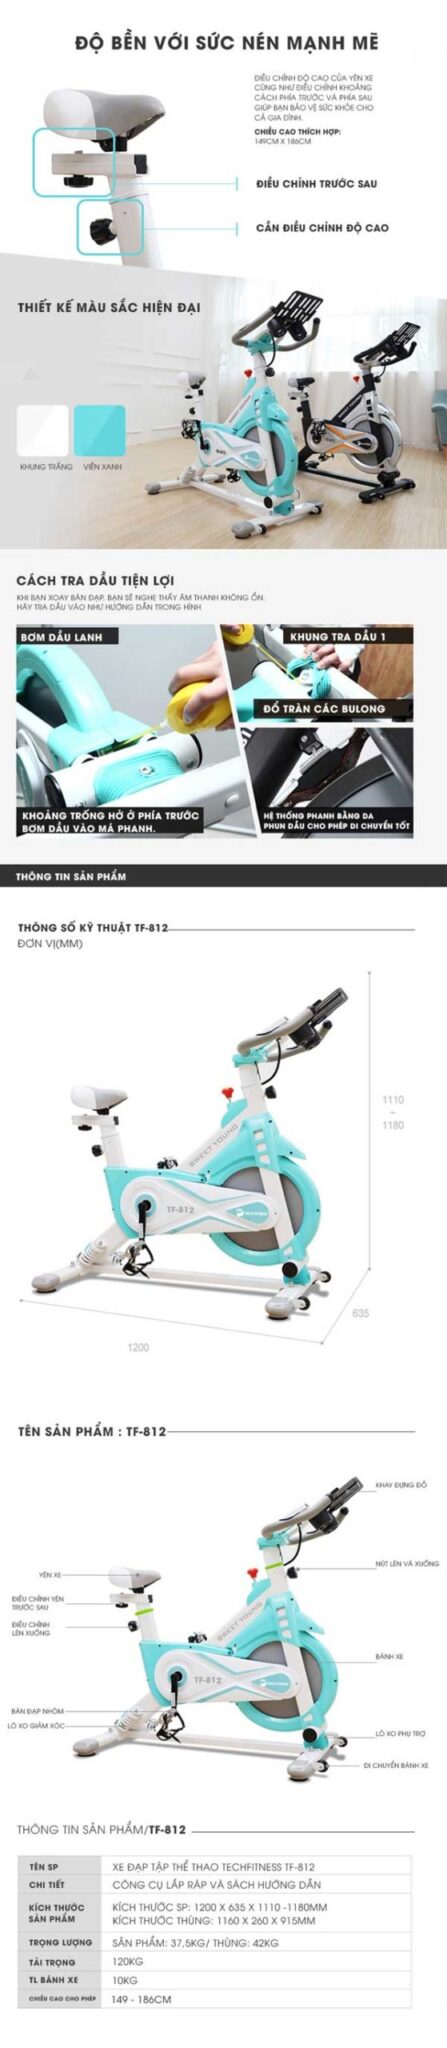 ĐỘ BỀN VỚI SỨC NÉN MẠNH MẼ
ĐIỀU CHỈNH ĐỘ CAO CỦA YÊN XE
CŨNG NHƯ ĐIỀU CHỈNH KHOẢNG
CÁCH PHÍA TRƯỚC VÀ PHÍA SAU
GIÚP BẠN BẢO VỆ SỨC KHỎE CHO
CẢ GIA ĐÌNH.
CHIỀU CAO THÍCH HỢP:
149CM X 186CM
ĐIỀU CHỈNH TRƯỚC SAU
CẦN ĐIỀU CHỈNH ĐỘ CAO
THIẾT KẾ MÀU SẮC HIỆN ĐẠI
KHUNG TRẮNG
VIỀN XANH
CÁCH TRA DẦU TIỆN LỢI
KHI BẠN XOAY BÀN ĐẠP, BẠN SẼ NGHE THẤY ÂM THANH KHÔNG ỔN.
HÃY TRA DẦU VÀO NHƯ HƯỚNG DẪN TRONG HÌNH
BƠM DẦU LANH
KHUNG TRA DẦU 1
ĐỔ TRÀN CÁC BULONG
KHOẢNG TRỐNG HỞ Ở PHÍA TRƯỚC
BƠM DẦU VÀO MÁ PHANH.
HỆ THỐNG PHANH BẰNG DA
PHUN DẦU CHO PHÉP DI CHUYỂN TỐT
THÔNG TIN SẢN PHẨM
THÔNG SỐ KỸ THUẬT TF-812
ĐƠN VỊ(MM)
1110
~
1180
SWEET YOUNG
TF-812
635
1200
TÊN SẢN PHẨM : TF-812
KHAY ĐỰNG ĐỒ
NÚT LÊN VÀ XUỐNG
YÊN XE
ĐIỀU CHỈNH YÊN
TRƯỚC SAU
ĐIỀU CHỈNH
LÊN XUỐNG
SWEET YOUNG
BÁNH XE
TF-812
BÀN ĐẠP NHÔM
LÒ XO GIẢM XÓC
LÒ XO PHỤ TRỢ
DI CHUYỂN BÁNH XE
THÔNG TIN SẢN PHẨM/TF-812
TÊN SP XE ĐẠP TẬP THỂ THAO TECHFITNESS TF-812
CHI TIẾT CÔNG CỤ LẮP RÁP VÀ SÁCH HƯỚNG DẪN
KÍCH THƯỚC SẢN PHẨM KÍCH THƯỚC SP: 1200 X 635 X 1110 -1180MM
KÍCH THƯỚC THÙNG: 1160 X 260 X 915MM
TRỌNG LƯỢNG SẢN PHẨM: 37,5KG/ THÙNG: 42KG
TẢI TRỌNG 120KG
TL BÁNH XE 10KG
CHIỀU CAO CHO PHÉP 149 - 186CM